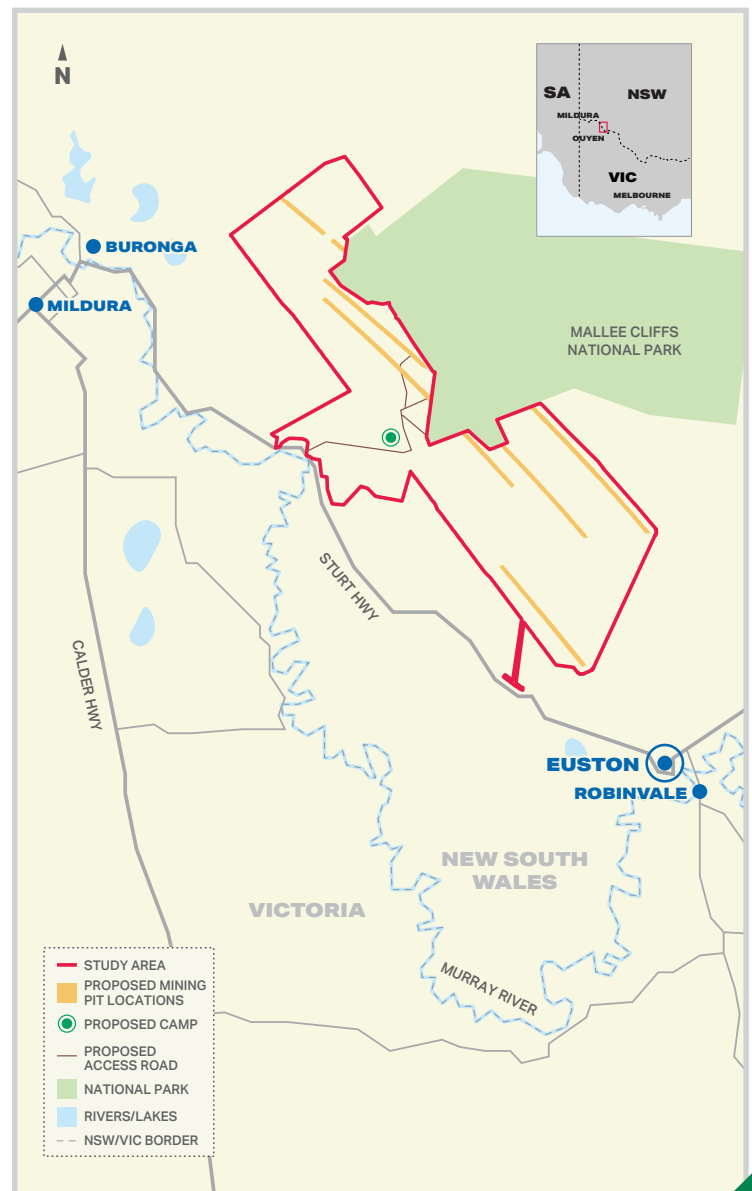 N
SA
NSW
MILDURA
OUYEN
VIC
MELBOURNE
BURONGA
MILDURA
MALLEE CLIFFS
NATIONAL PARK
STURT HWY
CALDER HWY
EUSTON
ROBINVALE
NEW SOUTH
WALES
VICTORIA
MURRAY RIVER
STUDY AREA
PROPOSED MINING
PIT LOCATIONS
PROPOSED CAMP
PROPOSED
ACCESS ROAD
NATIONAL PARK
RIVERS/LAKES
NSW/VIC BORDER